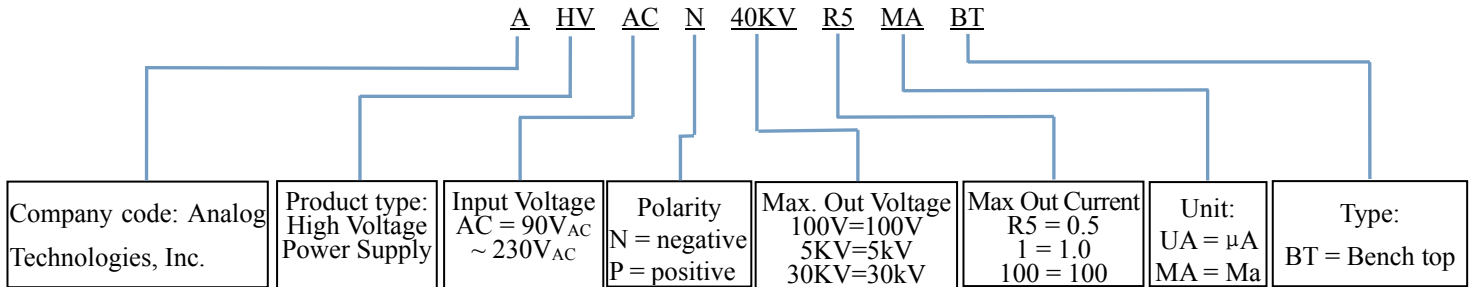 A HV AC N 40KV R5 MA BT
Company code: Analog
Technologies, Inc.
Product type:
High Voltage
Power Supply
Input Voltage
AC = 90VAC
~ 230VAC
Polarity
N = negative
P = positive
Max. Out Voltage
100V=100V
5KV=5kV
30KV=30kV
Max Out Current
R5 = 0.5
1 = 1.0
100 = 100
Unit:
UA = μA
MA = Ma
Type:
BT = Bench top